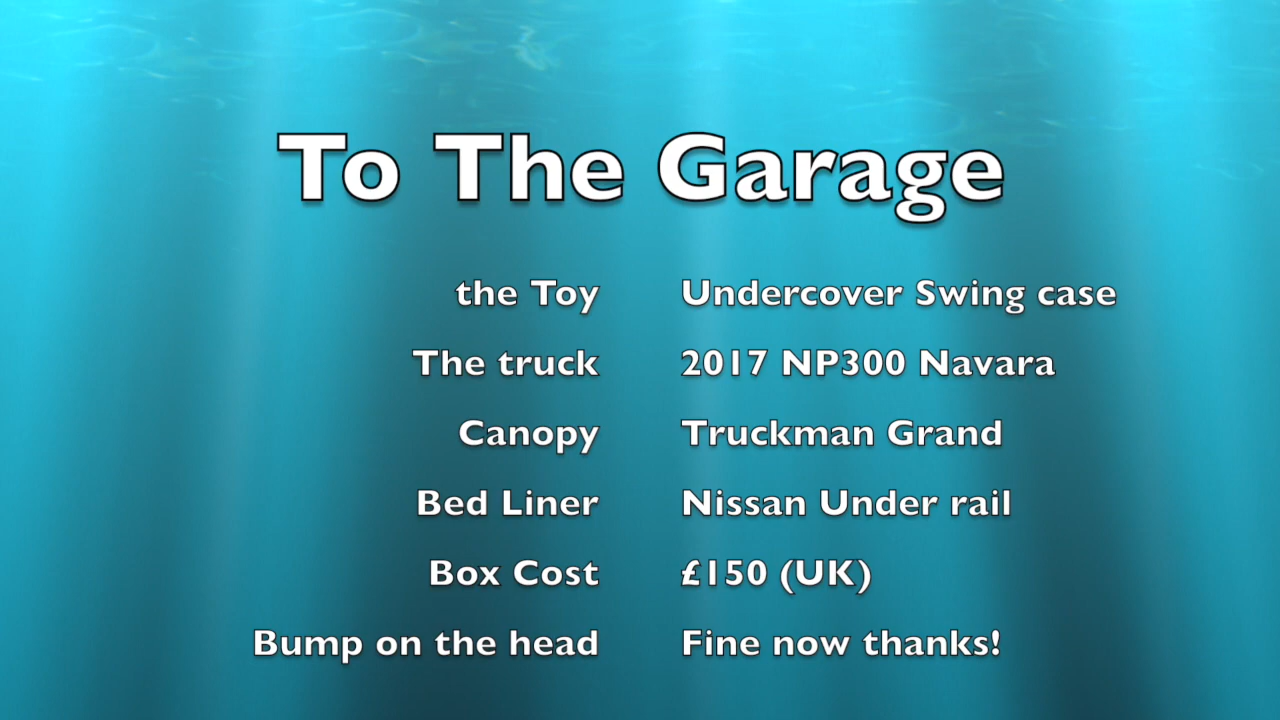 To The Garage
the Toy Undercover Swing case
The truck 2017 NP300 Navara
Canopy Truckman Grand
Bed Liner Nissan Under rail
Box Cost £150 (UK)
Bump on the head Fine now thanks!